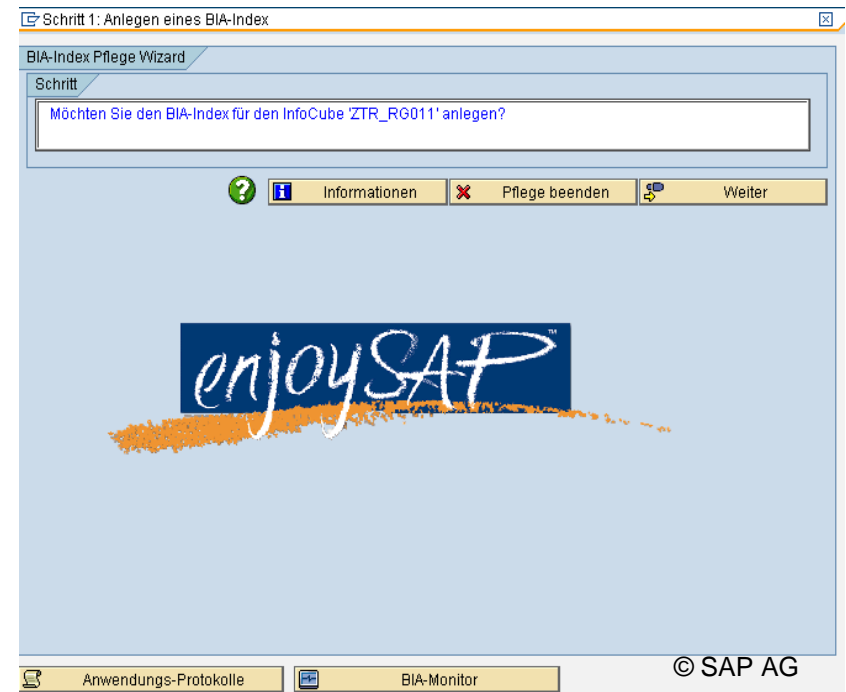 Schritt 1: Anlegen eines BIA-Index
BIA-Index Pflege Wizard
Schritt
Möchten Sie den BIA-Index für den InfoCube 'ZTR_RG011' anlegen?
Informationen Pflege beenden Weiter
enjoySAP™
Anwendungs-Protokolle BIA-Monitor
© SAP AG